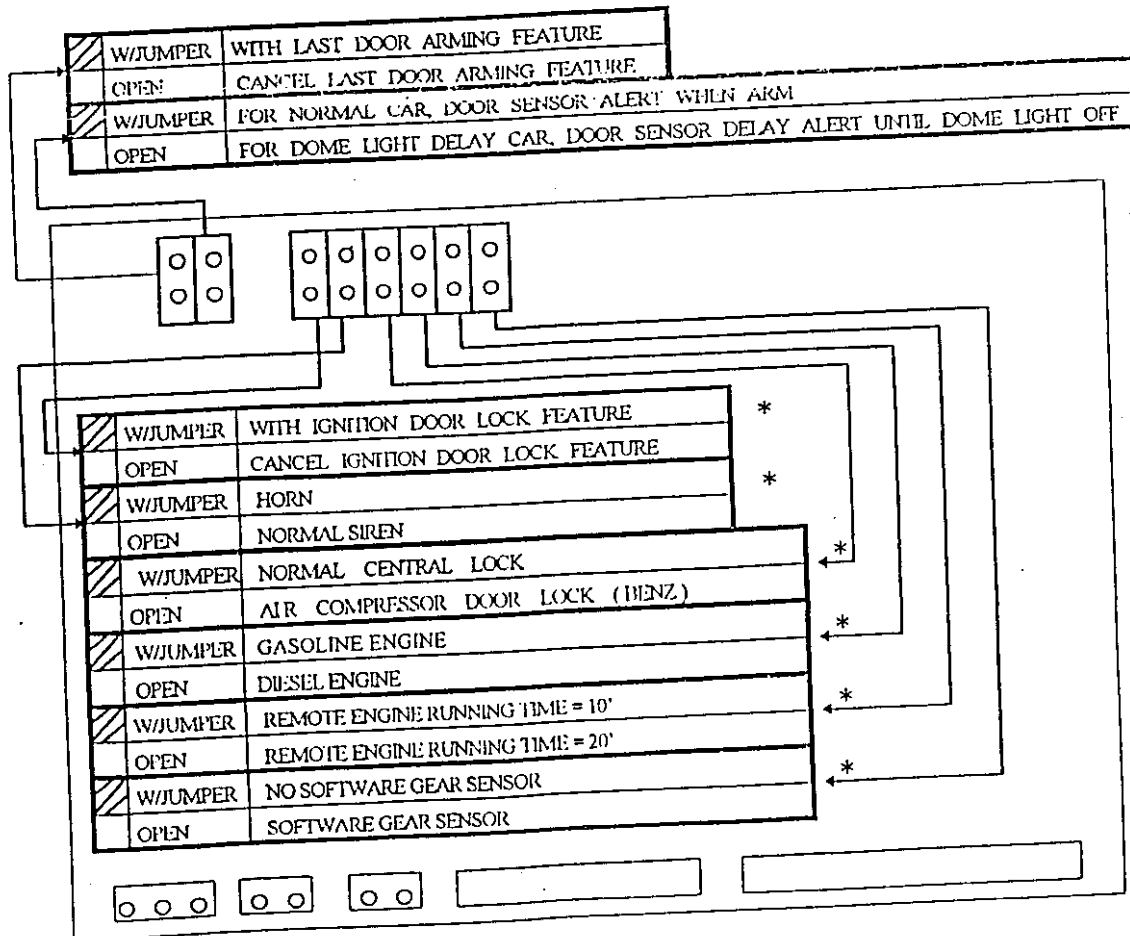 W/JUMPER WITH LAST DOOR ARMING FEATURE
OPEN CANCEL LAST DOOR ARMING FEATURE
W/JUMPER FOR NORMAL CAR, DOOR SENSOR ALERT WHEN ARM
OPEN FOR DOME LIGHT DELAY CAR, DOOR SENSOR DELAY ALERT UNTIL DOME LIGHT OFF
W/JUMPER WITH IGNITION DOOR LOCK FEATURE *
OPEN CANCEL IGNITION DOOR LOCK FEATURE
W/JUMPER HORN *
OPEN NORMAL SIREN
W/JUMPER NORMAL CENTRAL LOCK *
OPEN AIR COMPRESSOR DOOR LOCK (BENZ)
W/JUMPER GASOLINE ENGINE *
OPEN DIESEL ENGINE
W/JUMPER REMOTE ENGINE RUNNING TIME = 10' *
OPEN REMOTE ENGINE RUNNING TIME = 20'
W/JUMPER NO SOFTWARE GEAR SENSOR *
OPEN SOFTWARE GEAR SENSOR